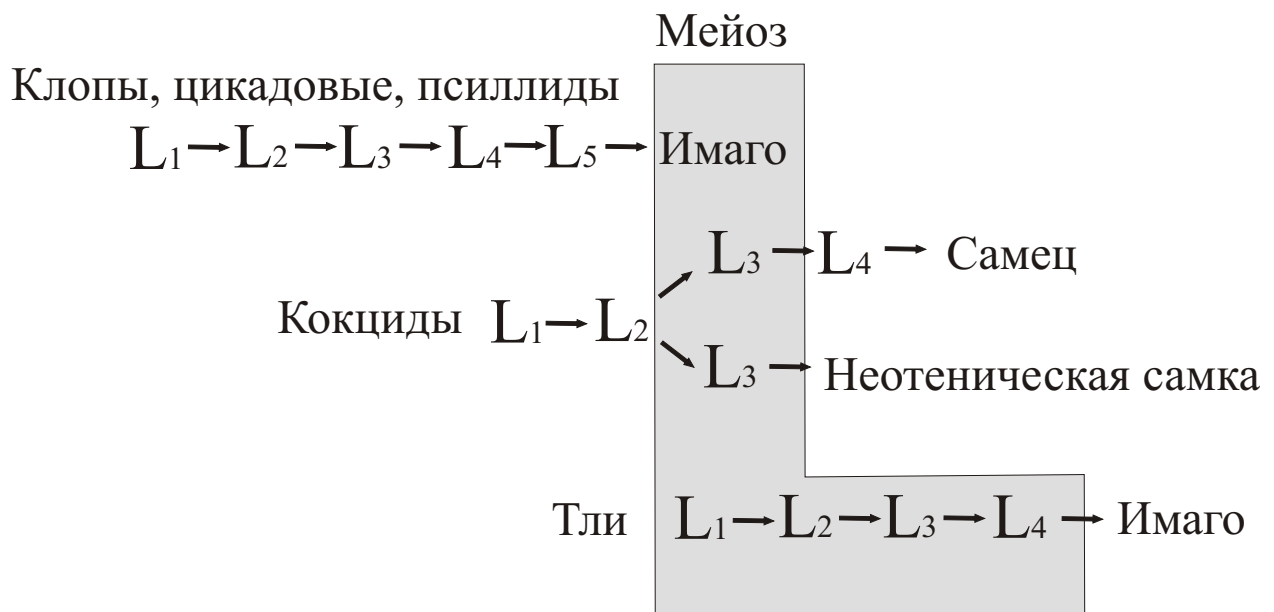 Мейоз
Клопы, цикадовые, псиллиды
L1 → L2 → L3 → L4 → L5 → Имаго
L3 → L4 → Самец
Кокциды L1 → L2
L3 → Неотеническая самка
Тли L1 → L2 → L3 → L4 → Имаго